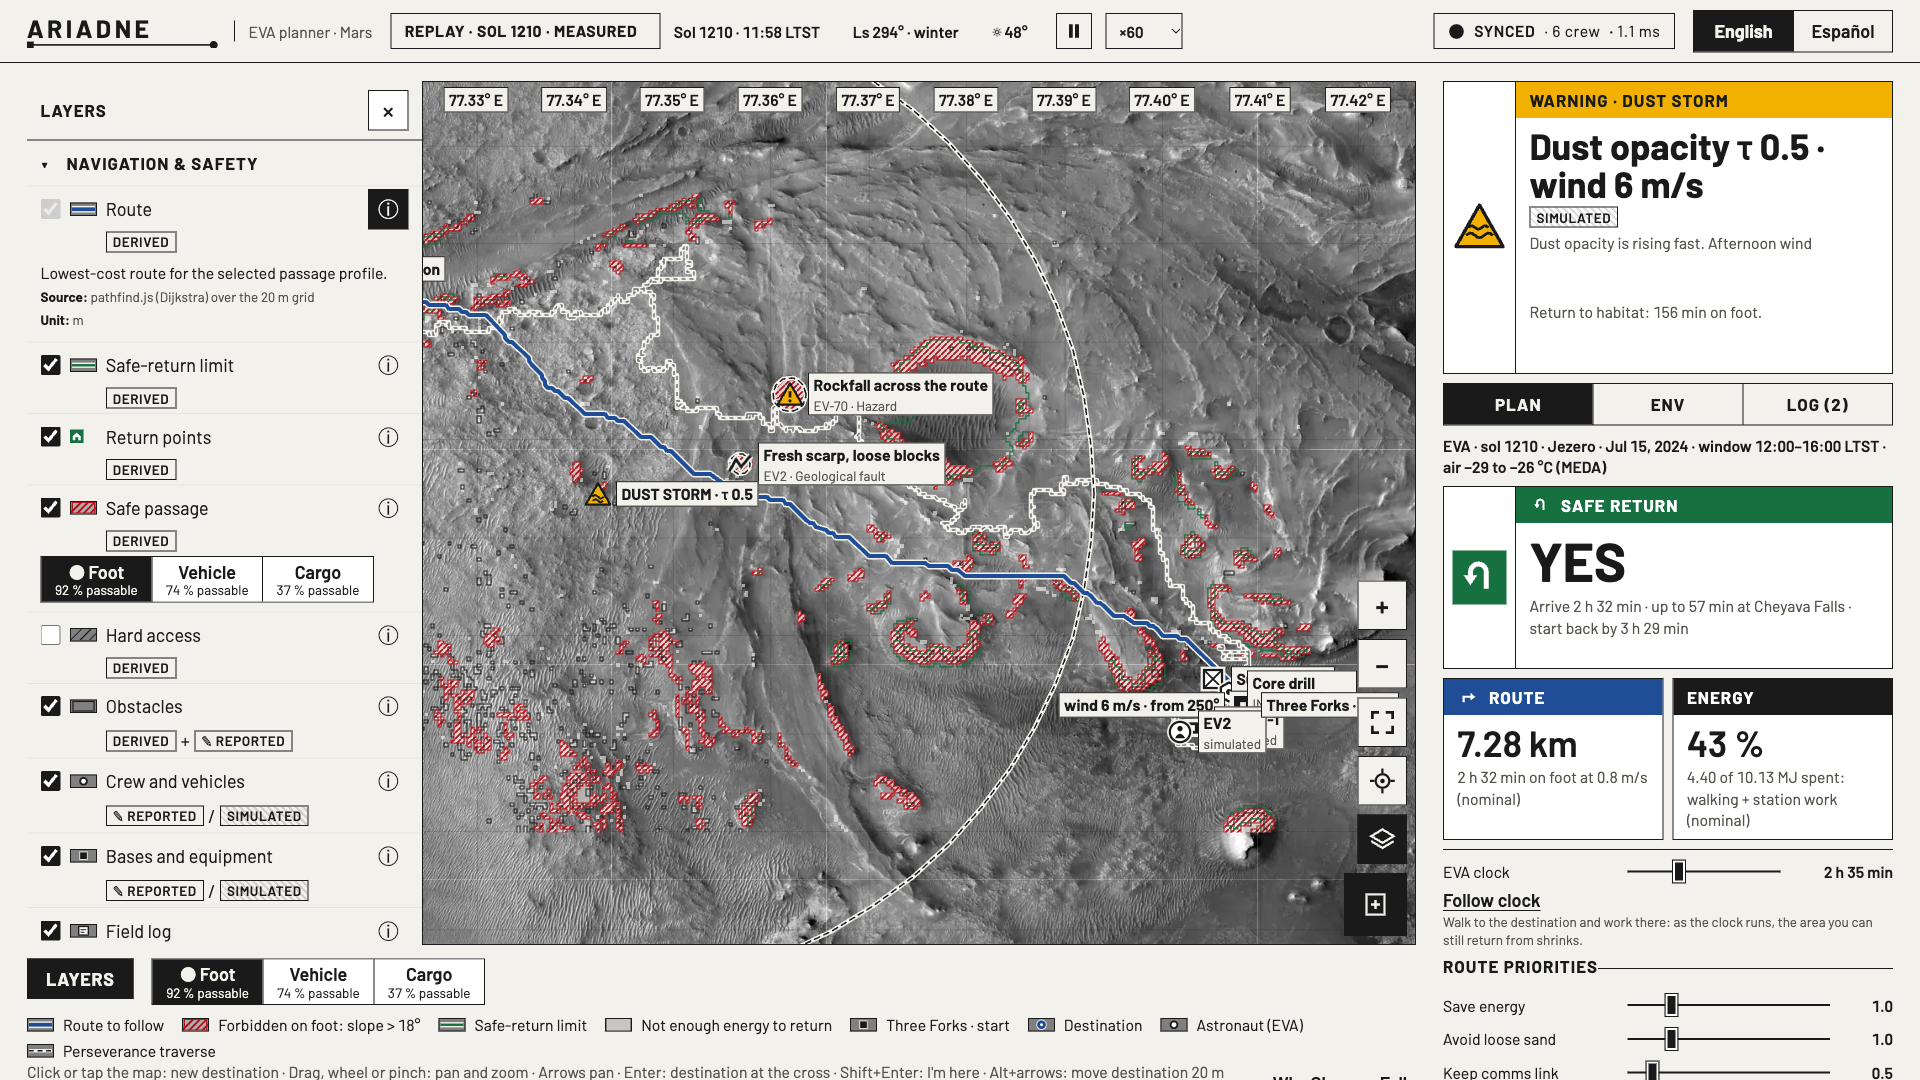 ARIADNE
EVA planner · Mars
REPLAY · SOL 1210 · MEASURED
Sol 1210 · 11:58 LTST
Ls 294° · winter
☼ 48°
×60
SYNCED · 6 crew · 1.1 ms
English
Español
LAYERS
×
NAVIGATION & SAFETY
Route
DERIVED
Lowest-cost route for the selected passage profile.
Source: pathfind.js (Dijkstra) over the 20 m grid
Unit: m
Safe-return limit
DERIVED
Return points
DERIVED
Safe passage
DERIVED
Foot
92 % passable
Vehicle
74 % passable
Cargo
37 % passable
Hard access
DERIVED
Obstacles
DERIVED + ✎ REPORTED
Crew and vehicles
✎ REPORTED / SIMULATED
Bases and equipment
✎ REPORTED / SIMULATED
Field log
77.33° E
77.34° E
77.35° E
77.36° E
77.37° E
77.38° E
77.39° E
77.40° E
77.41° E
77.42° E
on
Rockfall across the route
EV-70 · Hazard
Fresh scarp, loose blocks
EV2 · Geological fault
DUST STORM · τ 0.5
Core drill
wind 6 m/s · from 250°
Three Forks ·
EV2
simulated
+
−
LAYERS
Foot
92 % passable
Vehicle
74 % passable
Cargo
37 % passable
Route to follow
Forbidden on foot: slope > 18°
Safe-return limit
Not enough energy to return
Three Forks · start
Destination
Astronaut (EVA)
Perseverance traverse
Click or tap the map: new destination · Drag, wheel or pinch: pan and zoom · Arrows pan · Enter: destination at the cross · Shift+Enter: I'm here · Alt+arrows: move destination 20 m
WARNING · DUST STORM
Dust opacity τ 0.5 ·
wind 6 m/s
SIMULATED
Dust opacity is rising fast. Afternoon wind
Return to habitat: 156 min on foot.
PLAN
ENV
LOG (2)
EVA · sol 1210 · Jezero · Jul 15, 2024 · window 12:00–16:00 LTST ·
air −29 to −26 °C (MEDA)
SAFE RETURN
YES
Arrive 2 h 32 min · up to 57 min at Cheyava Falls ·
start back by 3 h 29 min
ROUTE
7.28 km
2 h 32 min on foot at 0.8 m/s
(nominal)
ENERGY
43 %
4.40 of 10.13 MJ spent:
walking + station work
(nominal)
EVA clock
2 h 35 min
Follow clock
Walk to the destination and work there: as the clock runs, the area you can
still return from shrinks.
ROUTE PRIORITIES
Save energy
1.0
Avoid loose sand
1.0
Keep comms link
0.5